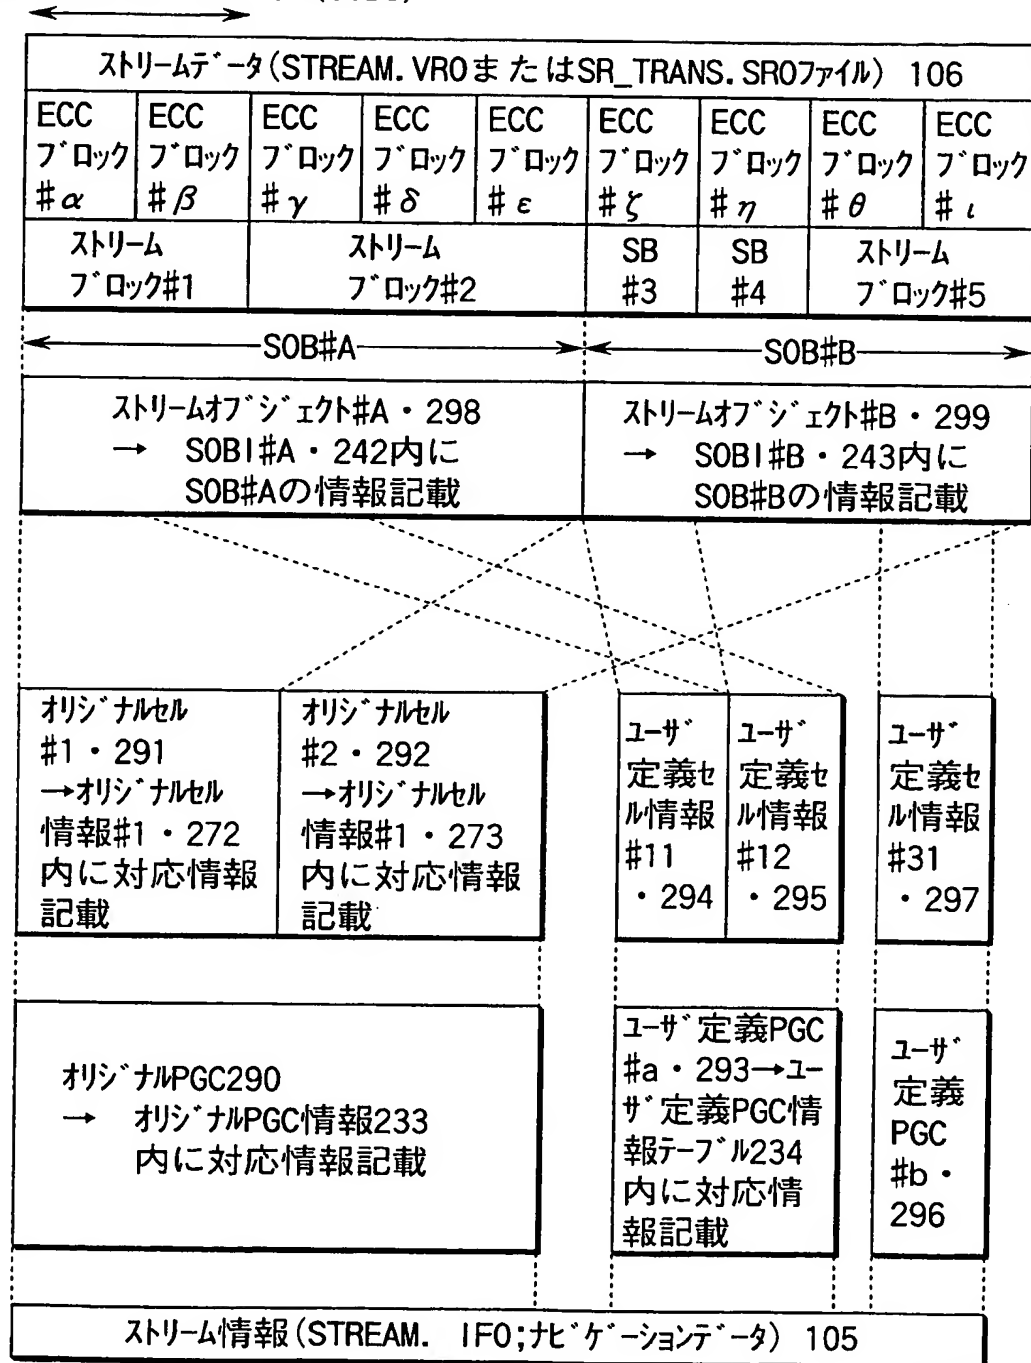 ストリームデータ(STREAM.VROまたはSR_TRANS.SROファイル) 106
ECC ブロック #α
ECC ブロック #β
ECC ブロック #γ
ECC ブロック #δ
ECC ブロック #ε
ECC ブロック #ζ
ECC ブロック #η
ECC ブロック #θ
ECC ブロック #ι
ストリーム
ブロック#1
ストリーム
ブロック#2
SB
#3
SB
#4
ストリーム
ブロック#5
SOB#A
SOB#B
ストリームオブジェクト#A・298
→ SOBI#A・242内に
SOB#Aの情報記載
ストリームオブジェクト#B・299
→ SOBI#B・243内に
SOB#Bの情報記載
オリジナルセル
#1・291
→オリジナルセル
情報#1・272
内に対応情報
記載
オリジナルセル
#2・292
→オリジナルセル
情報#1・273
内に対応情報
記載
ユーザ
定義セ
ル情報
#11
・294
ユーザ
定義セ
ル情報
#12
・295
ユーザ
定義セ
ル情報
#31
・297
オリジナルPGC290
→ オリジナルPGC情報233
内に対応情報記載
ユーザ定義PGC
#a・293→ユー
ザ定義PGC情
報テーブル234
内に対応情
報記載
ユーザ
定義
PGC
#b・
296
ストリーム情報(STREAM. IFO;ナビゲーションデータ) 105